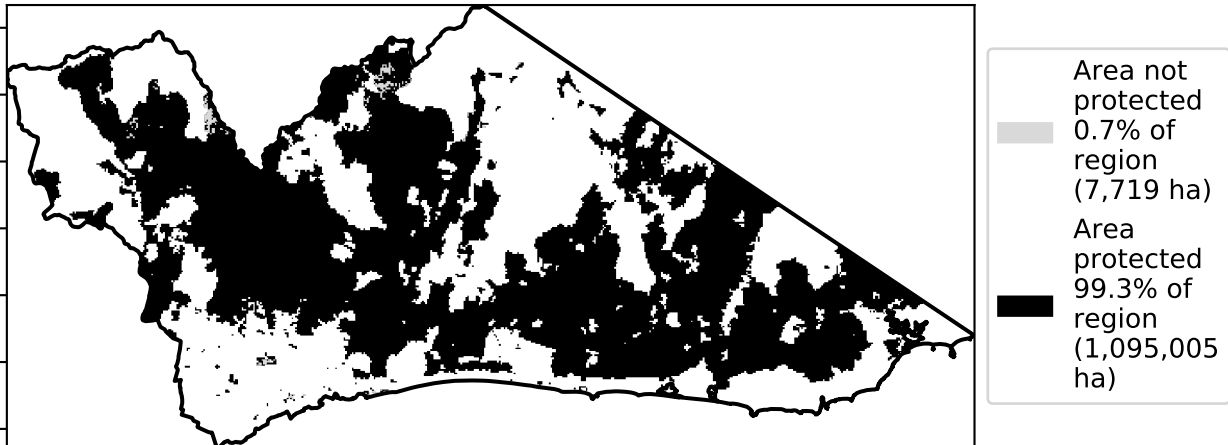 Area not
protected
0.7% of
region
(7,719 ha)
Area
protected
99.3% of
region
(1,095,005
ha)